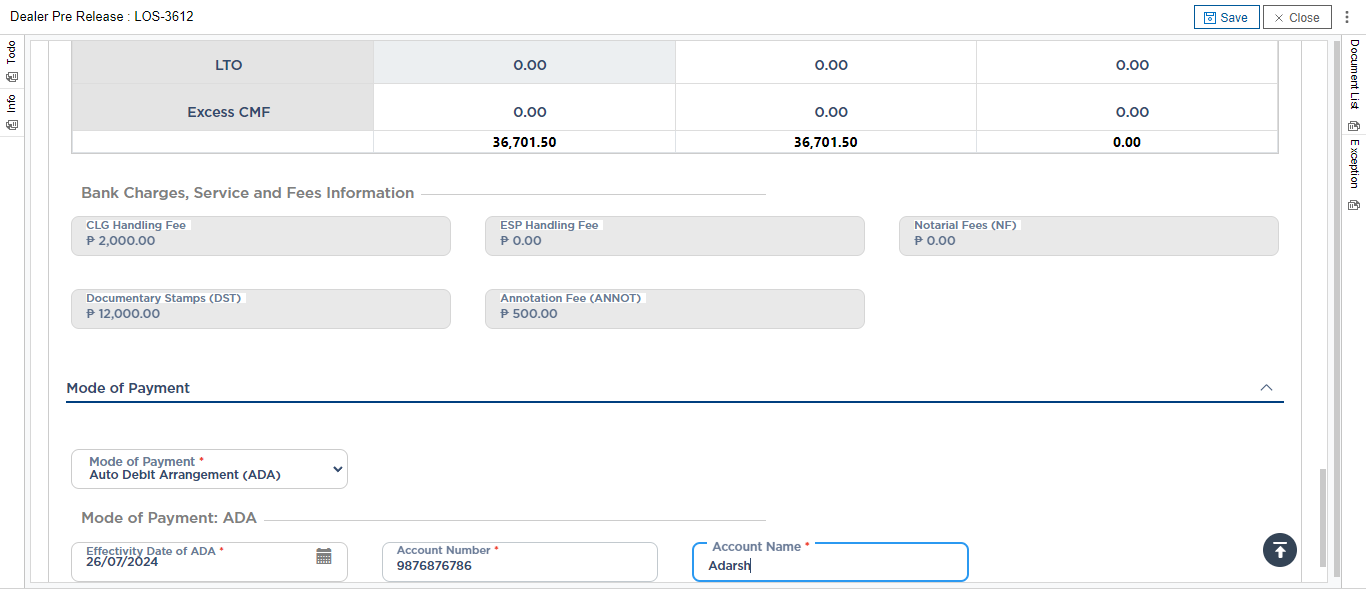 Dealer Pre Release : LOS-3612
Save
Close
Todo
Info
Document List
Exception
LTO 0.00 0.00 0.00
Excess CMF 0.00 0.00 0.00
36,701.50 36,701.50 0.00
Bank Charges, Service and Fees Information
CLG Handling Fee
₱ 2,000.00
ESP Handling Fee
₱ 0.00
Notarial Fees (NF)
₱ 0.00
Documentary Stamps (DST)
₱ 12,000.00
Annotation Fee (ANNOT)
₱ 500.00
Mode of Payment
Mode of Payment *
Auto Debit Arrangement (ADA)
Mode of Payment: ADA
Effectivity Date of ADA *
26/07/2024
Account Number *
9876876786
Account Name *
Adarsh